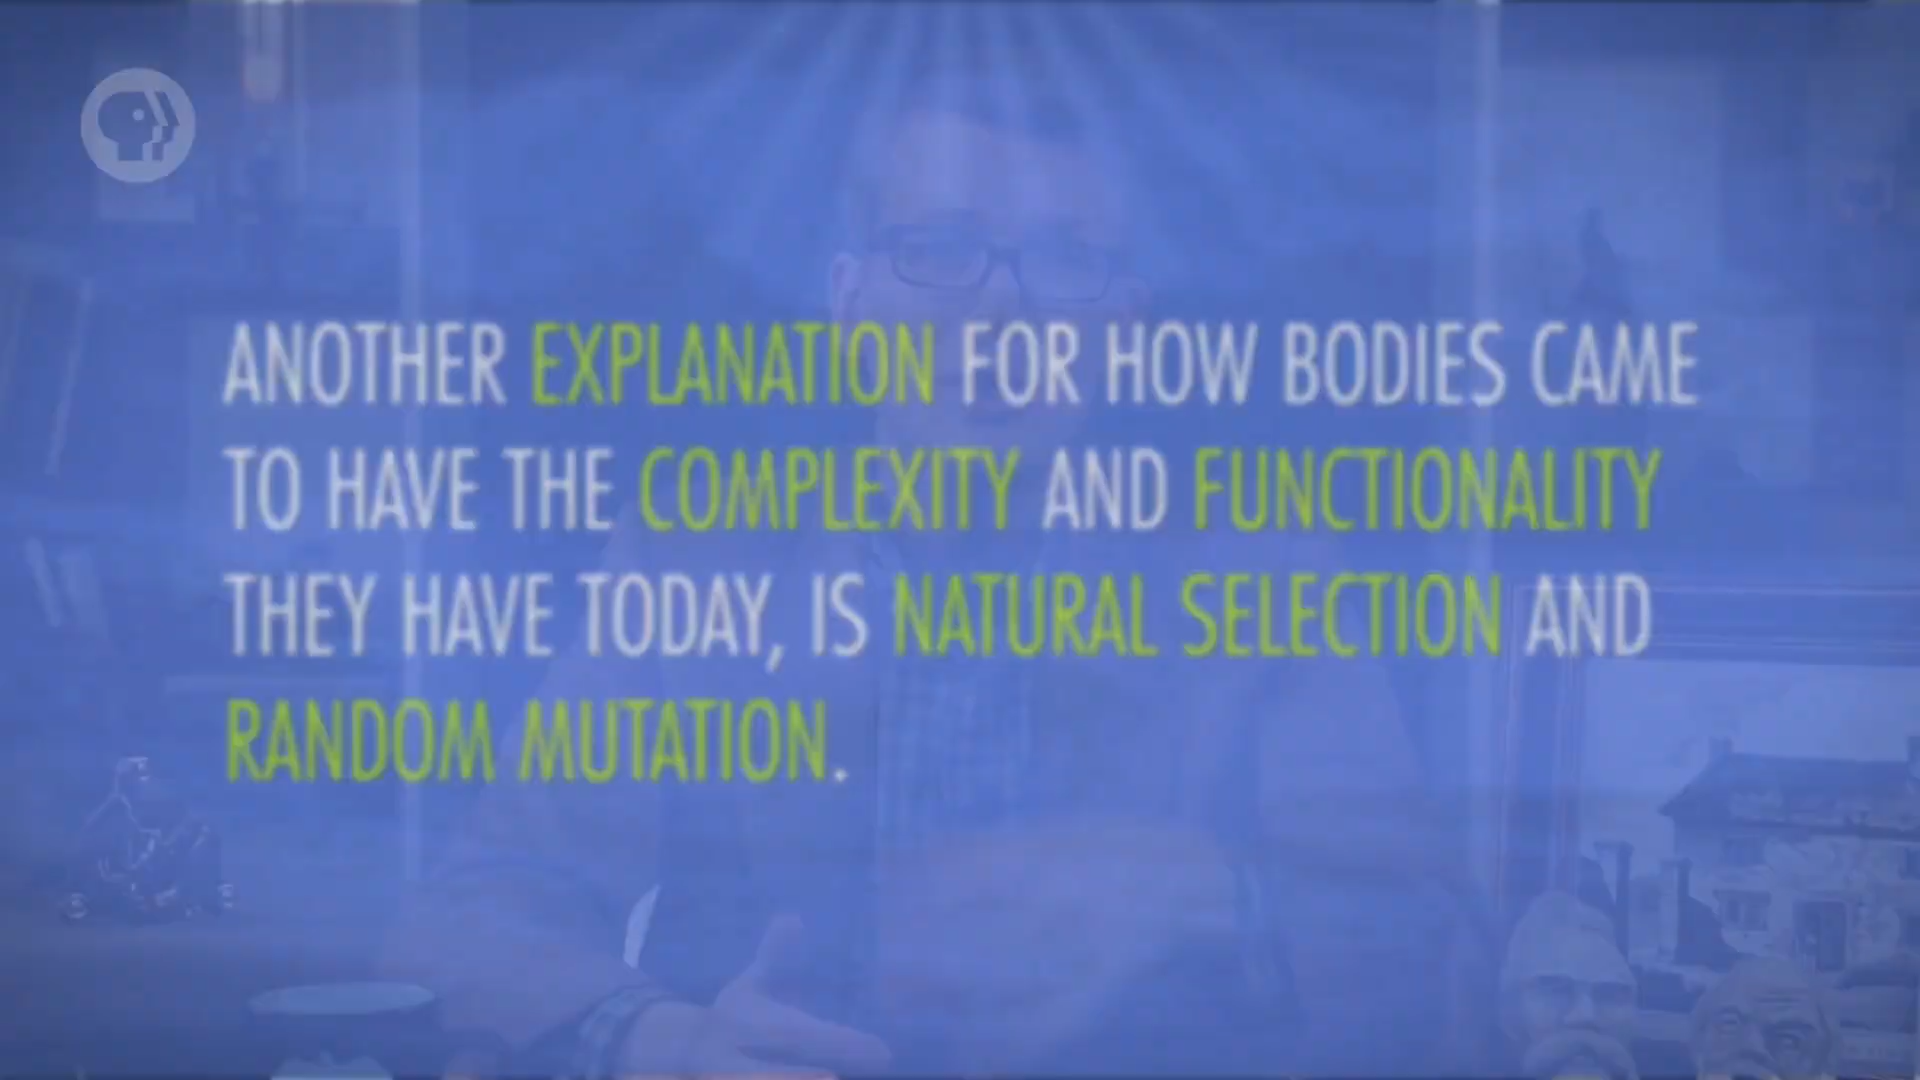 ANOTHER EXPLANATION FOR HOW BODIES CAME
TO HAVE THE COMPLEXITY AND FUNCTIONALITY
THEY HAVE TODAY, IS NATURAL SELECTION AND
RANDOM MUTATION.